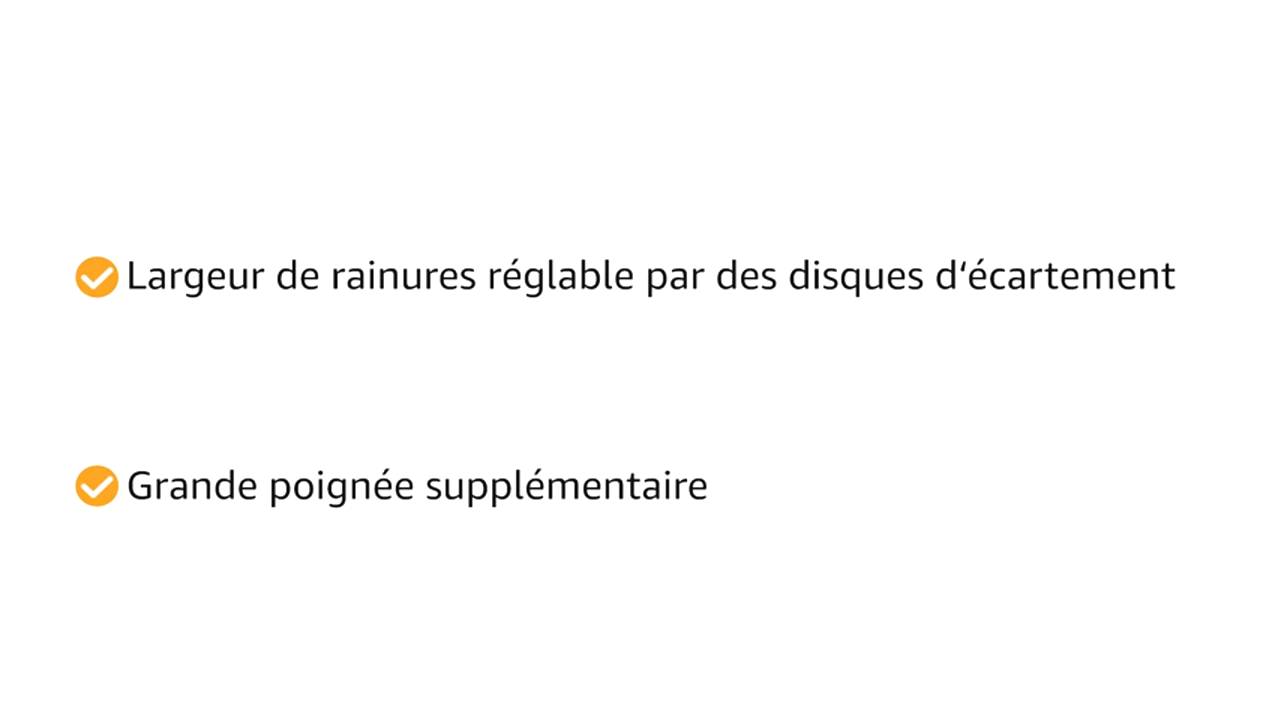 Largeur de rainures réglable par des disques d‘écartement
Grande poignée supplémentaire